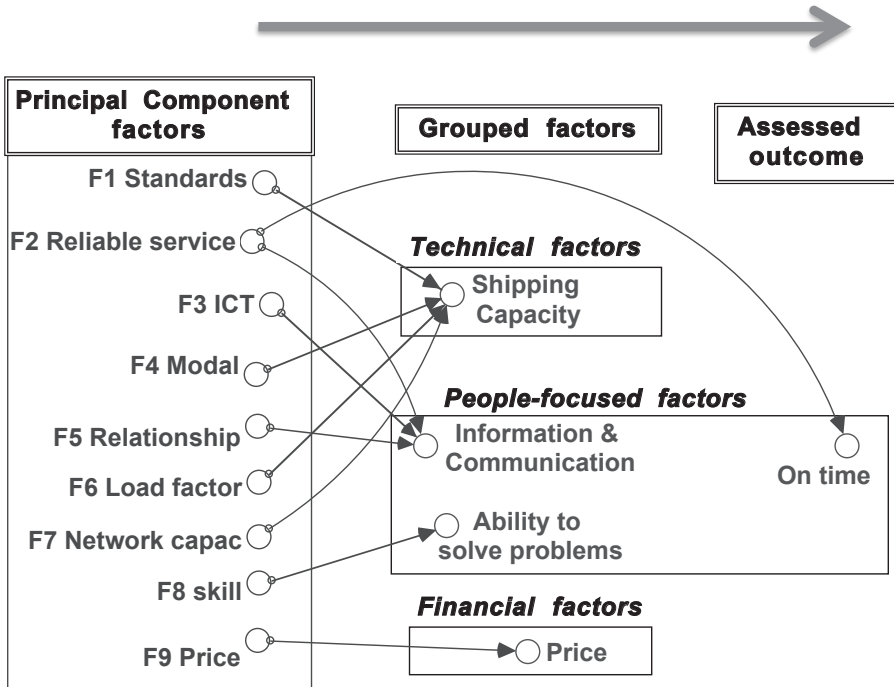 Principal Component
factors
Grouped factors
Assessed
outcome
F1 Standards
F2 Reliable service
F3 ICT
F4 Modal
F5 Relationship
F6 Load factor
F7 Network capac
F8 skill
F9 Price
Technical factors
Shipping
Capacity
People-focused factors
Information &
Communication
On time
Ability to
solve problems
Financial factors
Price